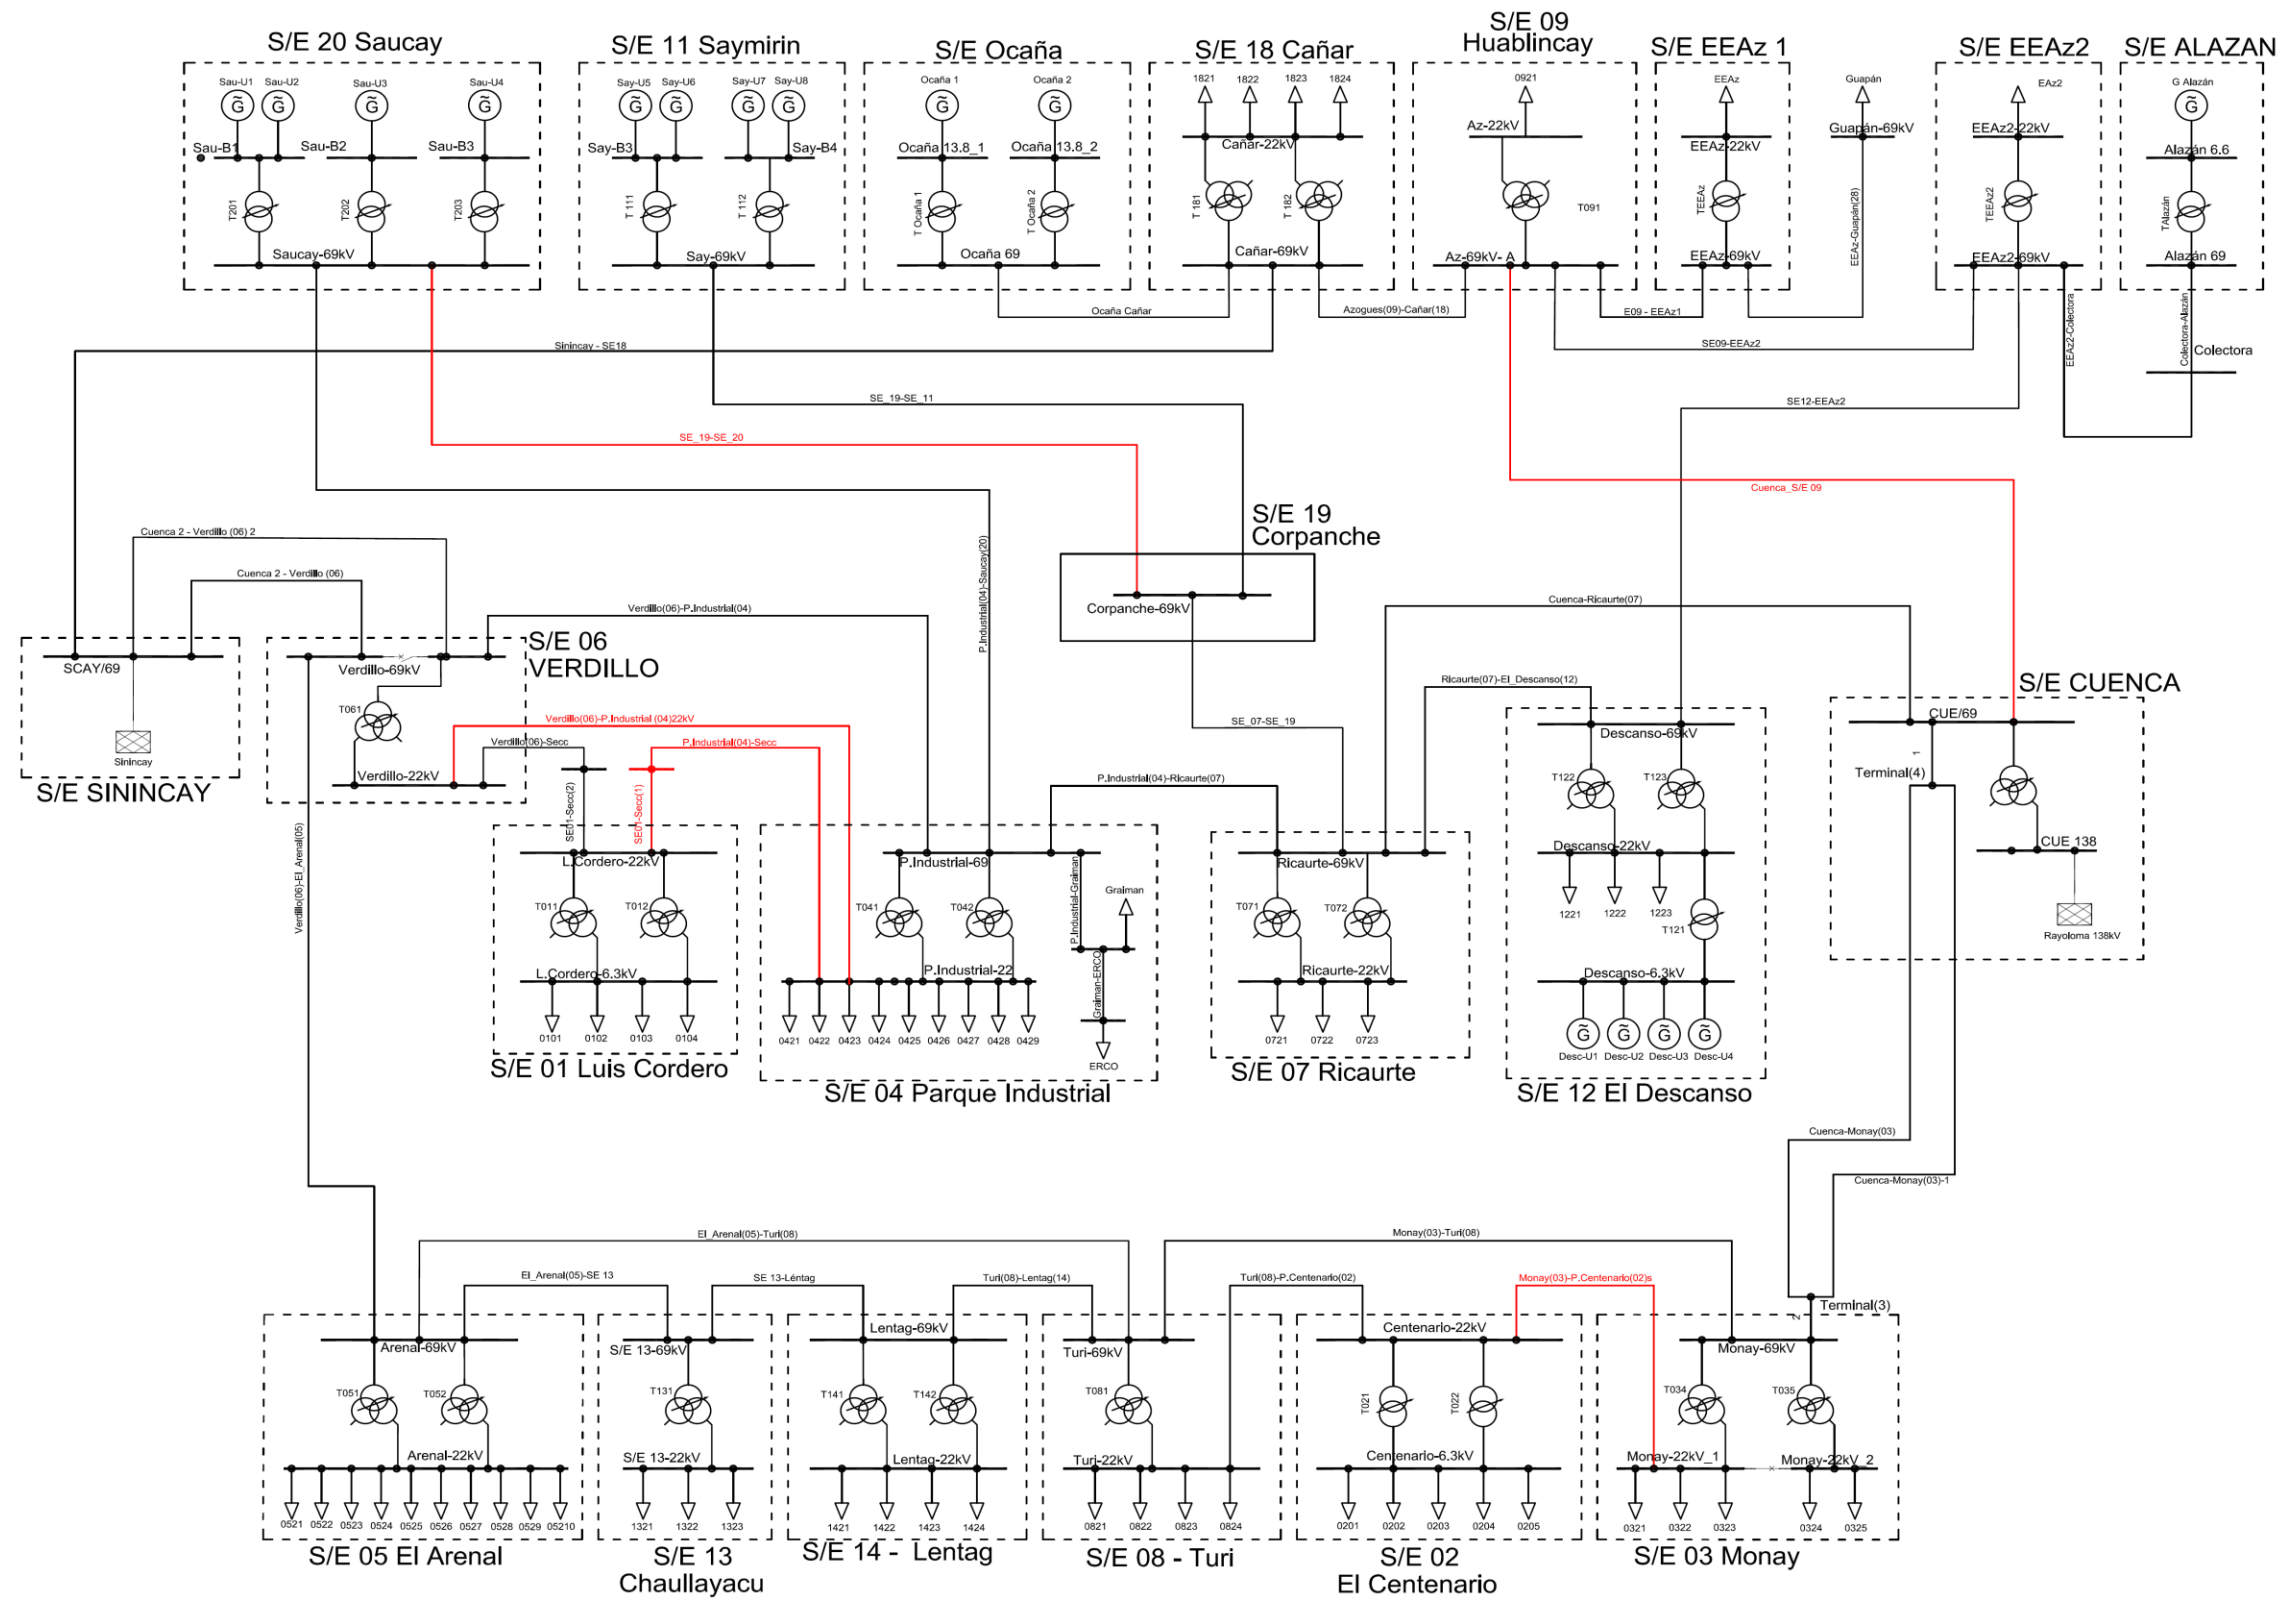 S/E 20 Saucay
S/E 11 Saymirin
S/E Ocaña
S/E 18 Cañar
S/E 09
Huablincay
S/E EEAz 1
S/E EEAz2
S/E ALAZAN
Sau-U1
Sau-U2
Sau-U3
Sau-U4
Say-U5
Say-U6
Say-U7
Say-U8
Ocaña 1
Ocaña 2
1821
1822
1823
1824
0921
EEAz
Guapán
EAz2
G Alazán
G̃
G̃
G̃
G̃
G̃
G̃
G̃
G̃
G̃
G̃
G̃
Sau-B1
Sau-B2
Sau-B3
Say-B3
Say-B4
Ocaña 13.8_1
Ocaña 13.8_2
Cañar-22kV
Az-22kV
EEAz-22kV
Guapán-69kV
EEAz2-22kV
Alazán 6.6
T201
T202
T203
T 111
T 112
T Ocaña 1
T Ocaña 2
T 181
T 182
T091
TEEAz
EEAz-Guapán(28)
TEEAz2
TAlazán
Saucay-69kV
Say-69kV
Ocaña 69
Cañar-69kV
Az-69kV- A
EEAz-69kV
EEAz2-69kV
Alazán 69
Ocaña Cañar
Azogues(09)-Cañar(18)
E09 - EEAz1
SE09-EEAz2
EEAz2-Colectora
Colectora-Alazán
Colectora
Sinincay - SE18
SE_19-SE_11
SE12-EEAz2
SE_19-SE_20
Cuenca_S/E 09
S/E 19
Corpanche
Cuenca 2 - Verdillo (06) 2
Cuenca 2 - Verdillo (06)
Verdillo(06)-P.Industrial(04)
P.Industrial(04)-Saucay(20)
Corpanche-69kV
Cuenca-Ricaurte(07)
S/E 06
VERDILLO
SCAY/69
Verdillo-69kV
Sinincay
S/E SININCAY
T061
Verdillo-22kV
Verdillo(06)-P.Industrial (04)22kV
Verdillo(06)-Secc
P.Industrial(04)-Secc
SE_07-SE_19
Ricaurte(07)-El_Descanso(12)
P.Industrial(04)-Ricaurte(07)
S/E CUENCA
CUE/69
1
Terminal(4)
CUE 138
Rayoloma 138kV
SE01-Secc(2)
SE01-Secc(1)
L.Cordero-22kV
T011
T012
L.Cordero-6.3kV
0101
0102
0103
0104
S/E 01 Luis Cordero
P.Industrial-69
T041
T042
P.Industrial-Graiman
Graiman
P.Industrial-22
Graiman-ERCO
0421
0422
0423
0424
0425
0426
0427
0428
0429
ERCO
S/E 04 Parque Industrial
Ricaurte-69kV
T071
T072
Ricaurte-22kV
0721
0722
0723
S/E 07 Ricaurte
Descanso-69kV
T122
T123
Descanso-22kV
1221
1222
1223
T121
Descanso-6.3kV
G̃
G̃
G̃
G̃
Desc-U1
Desc-U2
Desc-U3
Desc-U4
S/E 12 El Descanso
Verdillo(06)-El_Arenal(05)
Cuenca-Monay(03)
Cuenca-Monay(03)-1
El_Arenal(05)-Turi(08)
Monay(03)-Turi(08)
El_Arenal(05)-SE 13
SE 13-Léntag
Turi(08)-Lentag(14)
Turi(08)-P.Centenario(02)
Monay(03)-P.Centenario(02)s
Terminal(3)
2
Arenal-69kV
T051
T052
Arenal-22kV
0521
0522
0523
0524
0525
0526
0527
0528
0529
05210
S/E 05 El Arenal
S/E 13-69kV
T131
S/E 13-22kV
1321
1322
1323
S/E 13
Chaullayacu
Lentag-69kV
T141
T142
Lentag-22kV
1421
1422
1423
1424
S/E 14 - Lentag
Turi-69kV
T081
Turi-22kV
0821
0822
0823
0824
S/E 08 - Turi
Centenario-22kV
T021
T022
Centenario-6.3kV
0201
0202
0203
0204
0205
S/E 02
El Centenario
Monay-69kV
T034
T035
Monay-22kV_1
Monay-22kV_2
0321
0322
0323
0324
0325
S/E 03 Monay